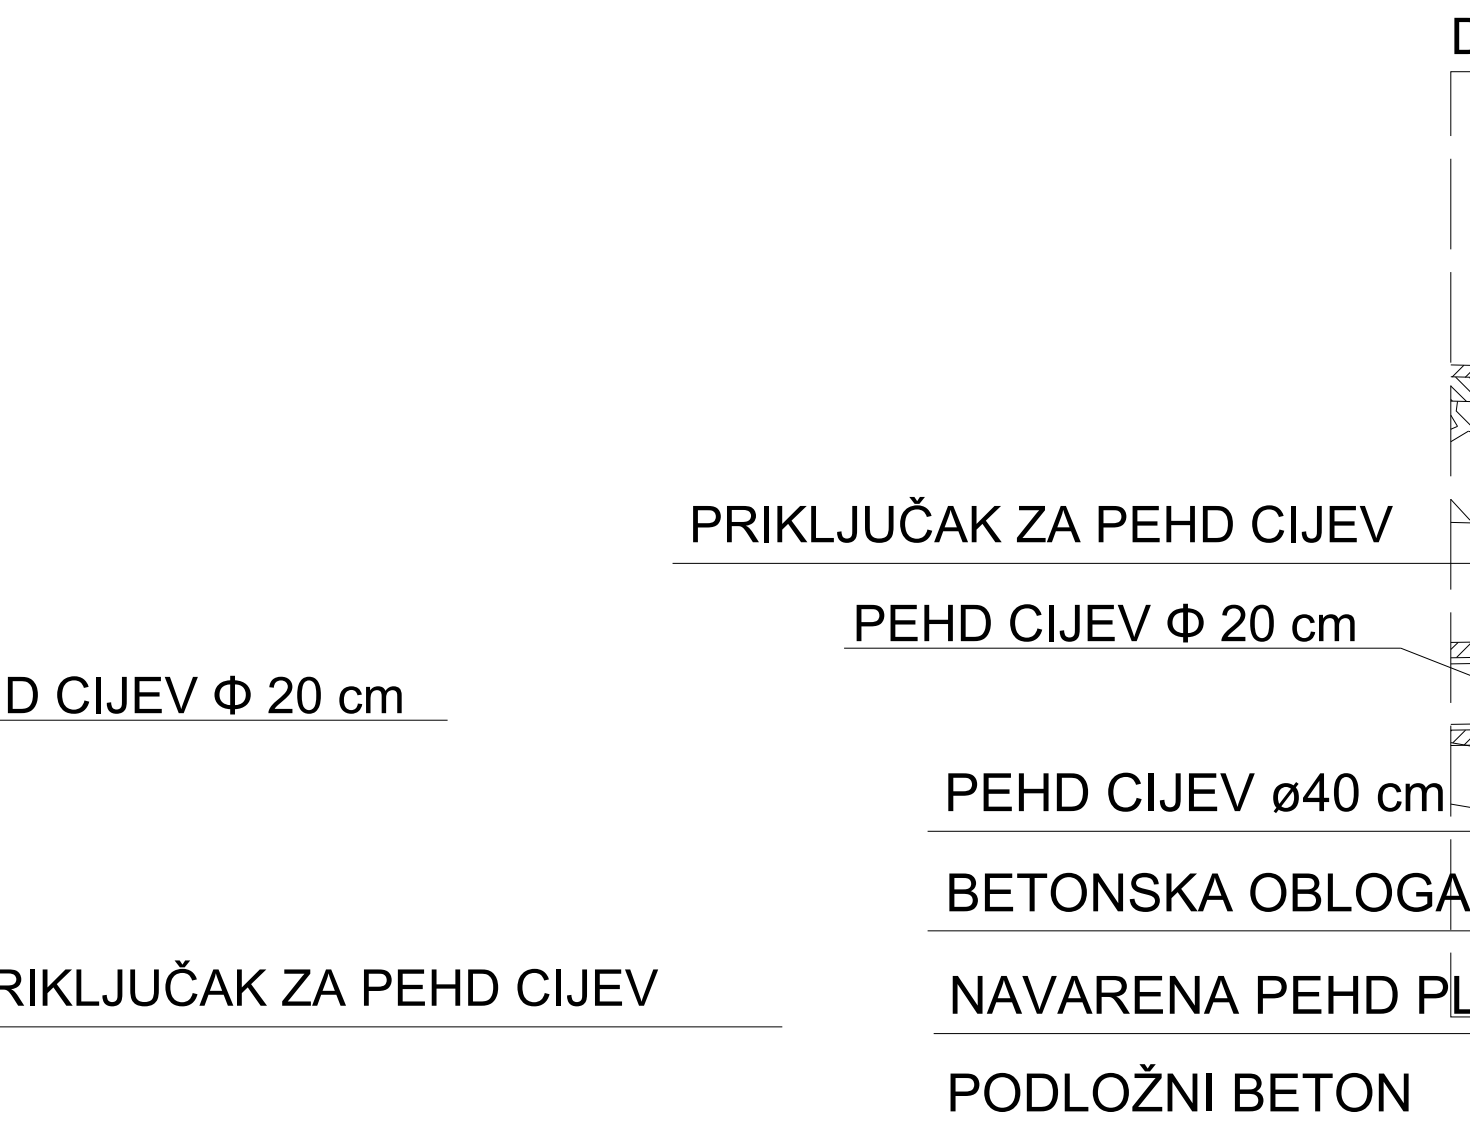 PRIKLJUČAK ZA PEHD CIJEV
PEHD CIJEV Φ 20 cm
D CIJEV Φ 20 cm
PEHD CIJEV ø40 cm
BETONSKA OBLOGA
RIKLJUČAK ZA PEHD CIJEV
NAVARENA PEHD PL
PODLOŽNI BETON